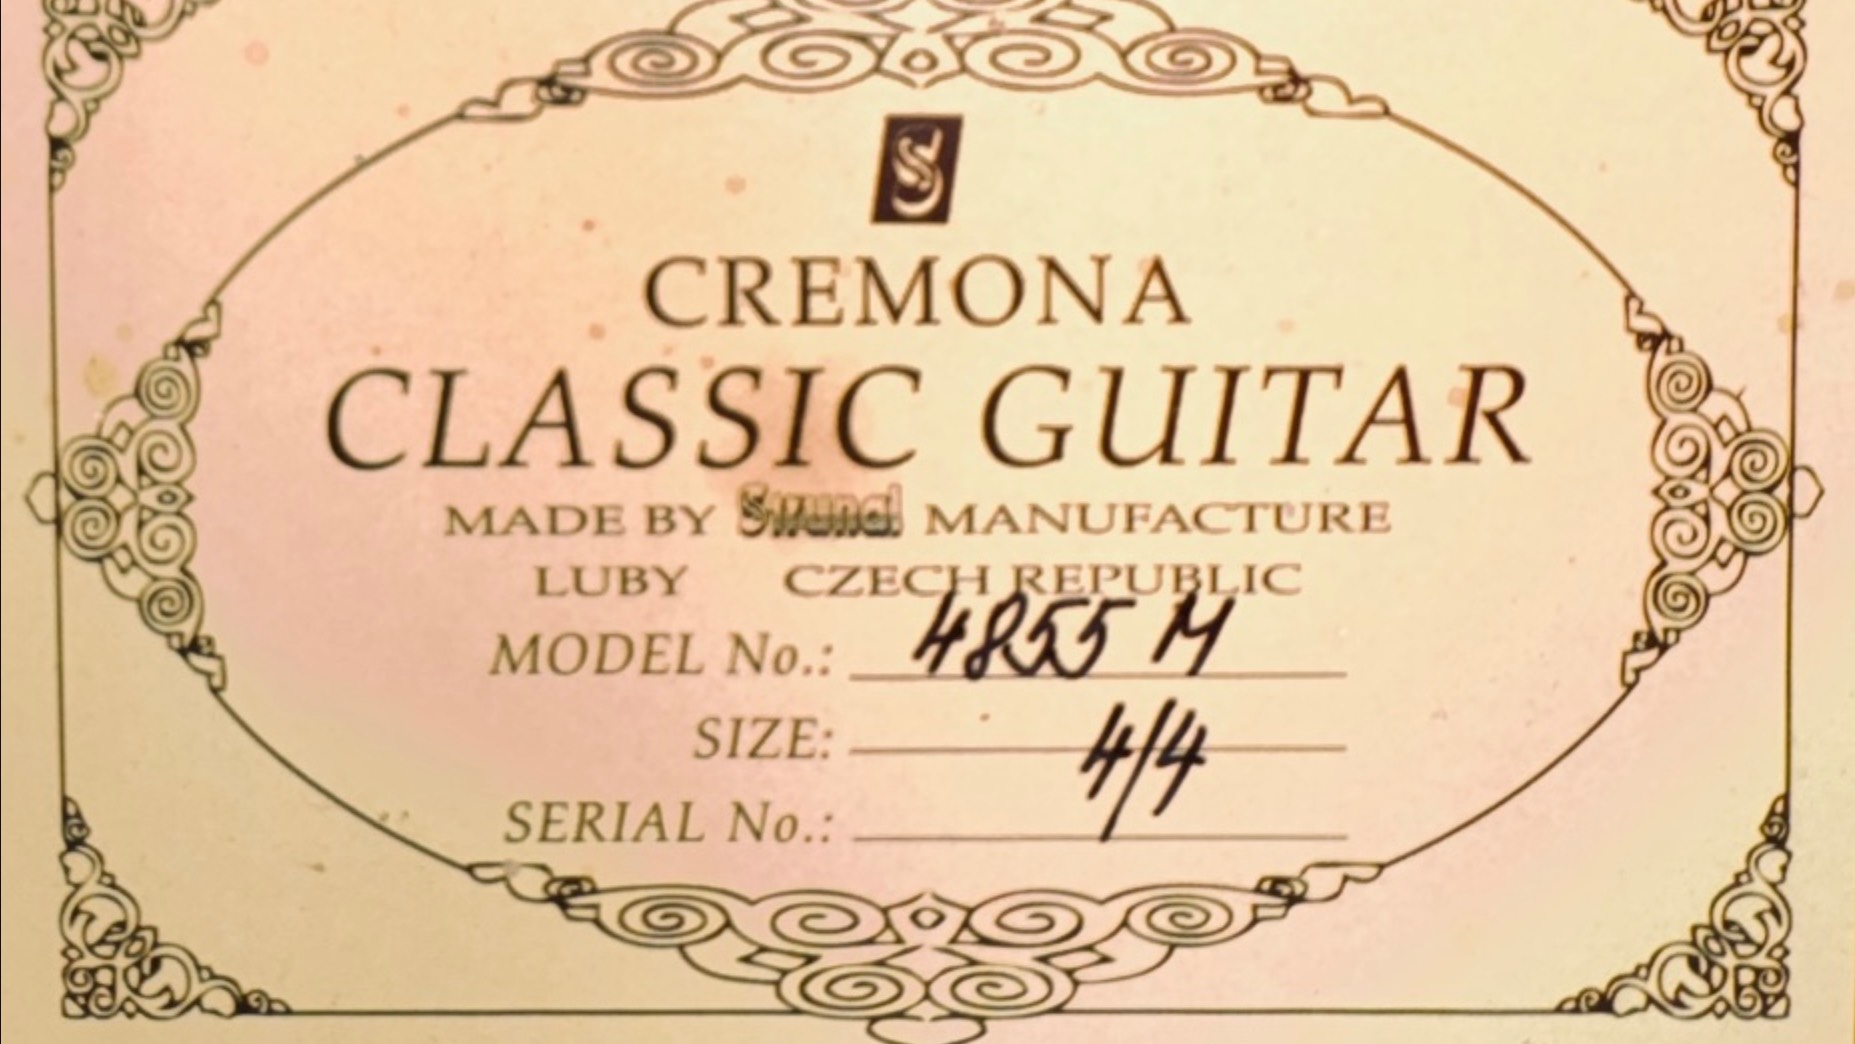 S
CREMONA
CLASSIC GUITAR
MADE BY Strunal MANUFACTURE
LUBY CZECH REPUBLIC
MODEL No.: 4855 M
SIZE: 4/4
SERIAL No.: